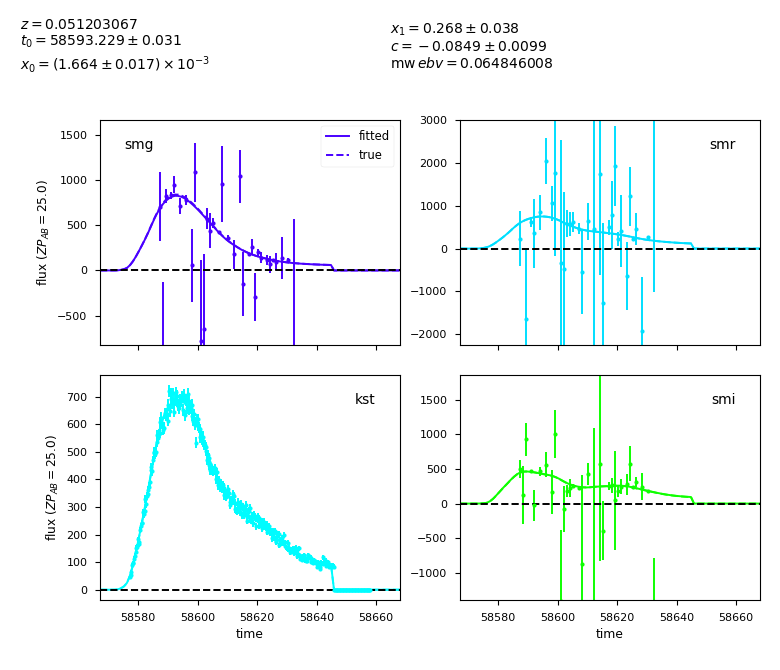 z = 0.051203067
t₀ = 58593.229 ± 0.031
x₀ = (1.664 ± 0.017) × 10⁻³
x₁ = 0.268 ± 0.038
c = −0.0849 ± 0.0099
mw ebv = 0.064846008
smg
fitted
true
1500
1000
500
0
−500
flux (ZP_AB = 25.0)
smr
3000
2000
1000
0
−1000
−2000
kst
700
600
500
400
300
200
100
0
flux (ZP_AB = 25.0)
58580 58600 58620 58640 58660
time
smi
1500
1000
500
0
−500
−1000
58580 58600 58620 58640 58660
time